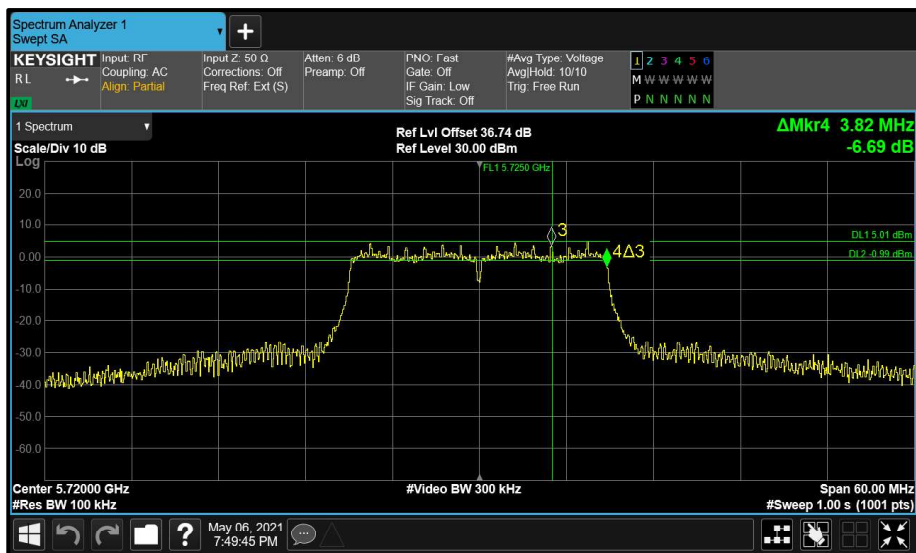 Spectrum Analyzer 1
Swept SA
+
KEYSIGHT
RL
LXI
Input: RF
Coupling: AC
Align: Partial
Input Z: 50 Ω
Corrections: Off
Freq Ref: Ext (S)
Atten: 6 dB
Preamp: Off
PNO: Fast
Gate: Off
IF Gain: Low
Sig Track: Off
#Avg Type: Voltage
Avg|Hold: 10/10
Trig: Free Run
1 2 3 4 5 6
M W W W W W
P N N N N N
1 Spectrum
Scale/Div 10 dB
Ref Lvl Offset 36.74 dB
Ref Level 30.00 dBm
ΔMkr4 3.82 MHz
-6.69 dB
Log
FL1 5.7250 GHz
20.0
10.0
3
DL1 5.01 dBm
0.00
4Δ3
DL2 -0.99 dBm
-10.0
-20.0
-30.0
-40.0
-50.0
-60.0
Center 5.72000 GHz
#Video BW 300 kHz
Span 60.00 MHz
#Res BW 100 kHz
#Sweep 1.00 s (1001 pts)
?
May 06, 2021
7:49:45 PM